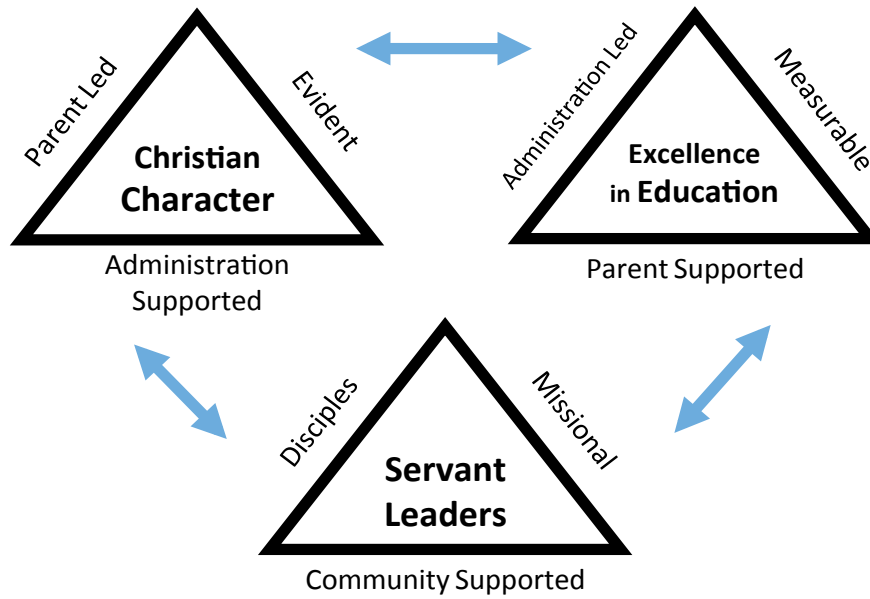 Parent Led
Evident
Christian
Character
Administration
Supported
Administration Led
Measurable
Excellence
in Education
Parent Supported
Disciples
Missional
Servant
Leaders
Community Supported